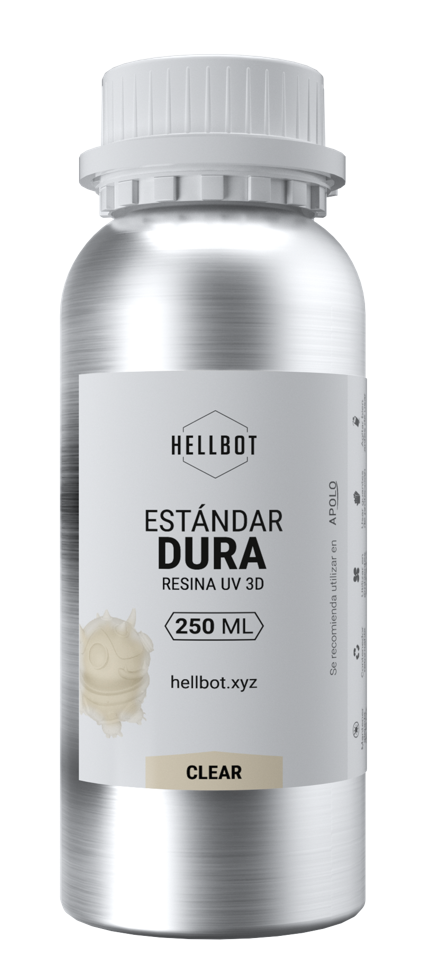 HELLBOT
ESTÁNDAR
DURA
RESINA UV 3D
250 ML
hellbot.xyz
CLEAR
Se recomienda utilizar en APOLO